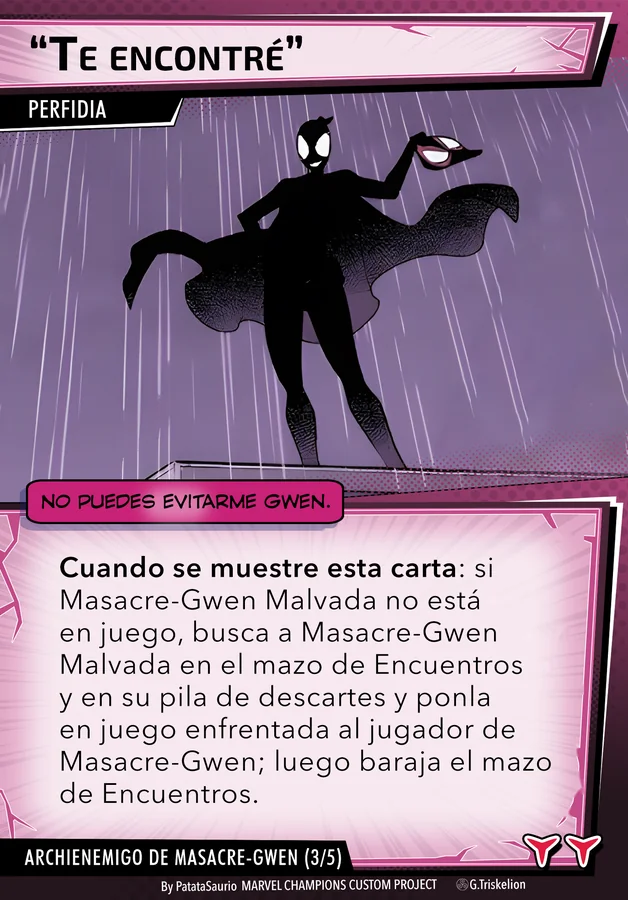 “TE ENCONTRÉ”
PERFIDIA
NO PUEDES EVITARME GWEN.
Cuando se muestre esta carta: si
Masacre-Gwen Malvada no está
en juego, busca a Masacre-Gwen
Malvada en el mazo de Encuentros
y en su pila de descartes y ponla
en juego enfrentada al jugador de
Masacre-Gwen; luego baraja el mazo
de Encuentros.
ARCHIENEMIGO DE MASACRE-GWEN (3/5)
By PatataSaurio MARVEL CHAMPIONS CUSTOM PROJECT G.Triskelion